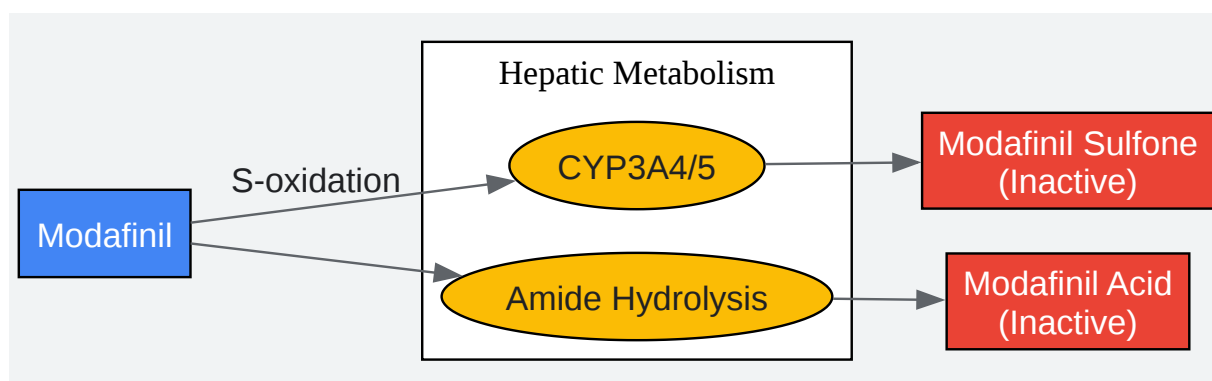 Hepatic Metabolism
S-oxidation
CYP3A4/5
Modafinil Sulfone
(Inactive)
Modafinil
Amide Hydrolysis
Modafinil Acid
(Inactive)